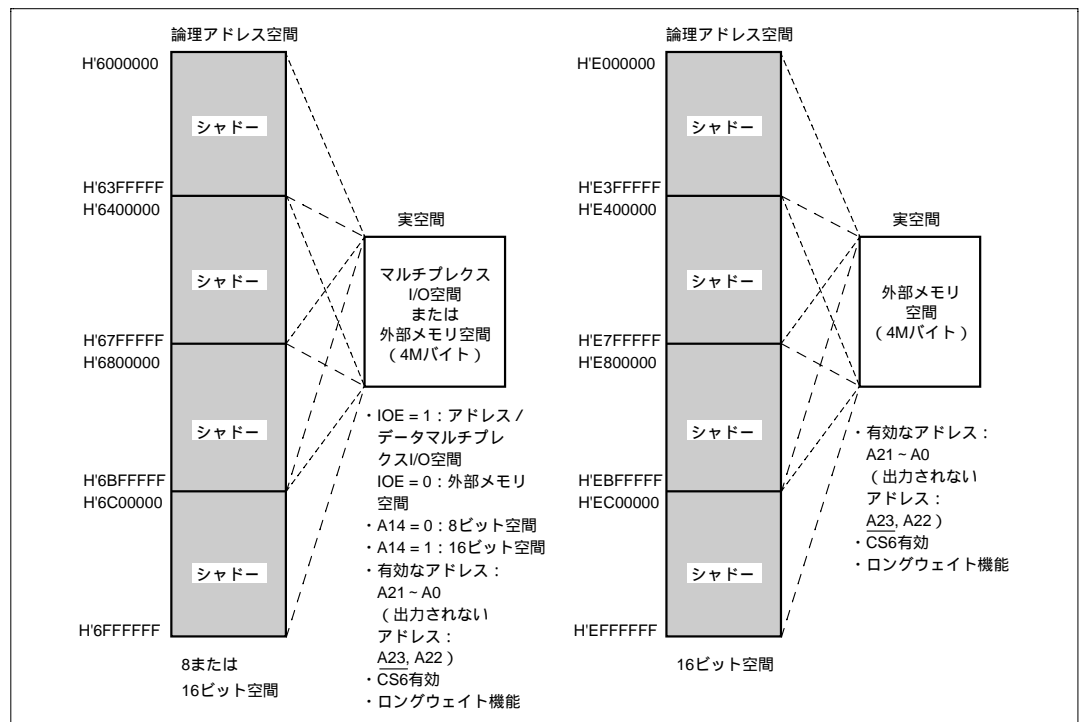 論理アドレス空間
H'6000000
シャドー
H'63FFFFF
H'6400000
シャドー
H'67FFFFF
H'6800000
シャドー
H'6BFFFFF
H'6C00000
シャドー
H'6FFFFFF
8または
16ビット空間
実空間
マルチプレクス
I/O空間
または
外部メモリ空間
(4Mバイト)
・IOE = 1:アドレス/
データマルチプレ
クスI/O空間
IOE = 0:外部メモリ
空間
・A14 = 0:8ビット空間
・A14 = 1:16ビット空間
・有効なアドレス:
A21~A0
(出力されない
アドレス:
A23, A22)
・CS6有効
・ロングウェイト機能
論理アドレス空間
H'E000000
シャドー
H'E3FFFFF
H'E400000
シャドー
H'E7FFFFF
H'E800000
シャドー
H'EBFFFFF
H'EC00000
シャドー
H'EFFFFFF
16ビット空間
実空間
外部メモリ
空間
(4Mバイト)
・有効なアドレス:
A21~A0
(出力されない
アドレス:
A23, A22)
・CS6有効
・ロングウェイト機能